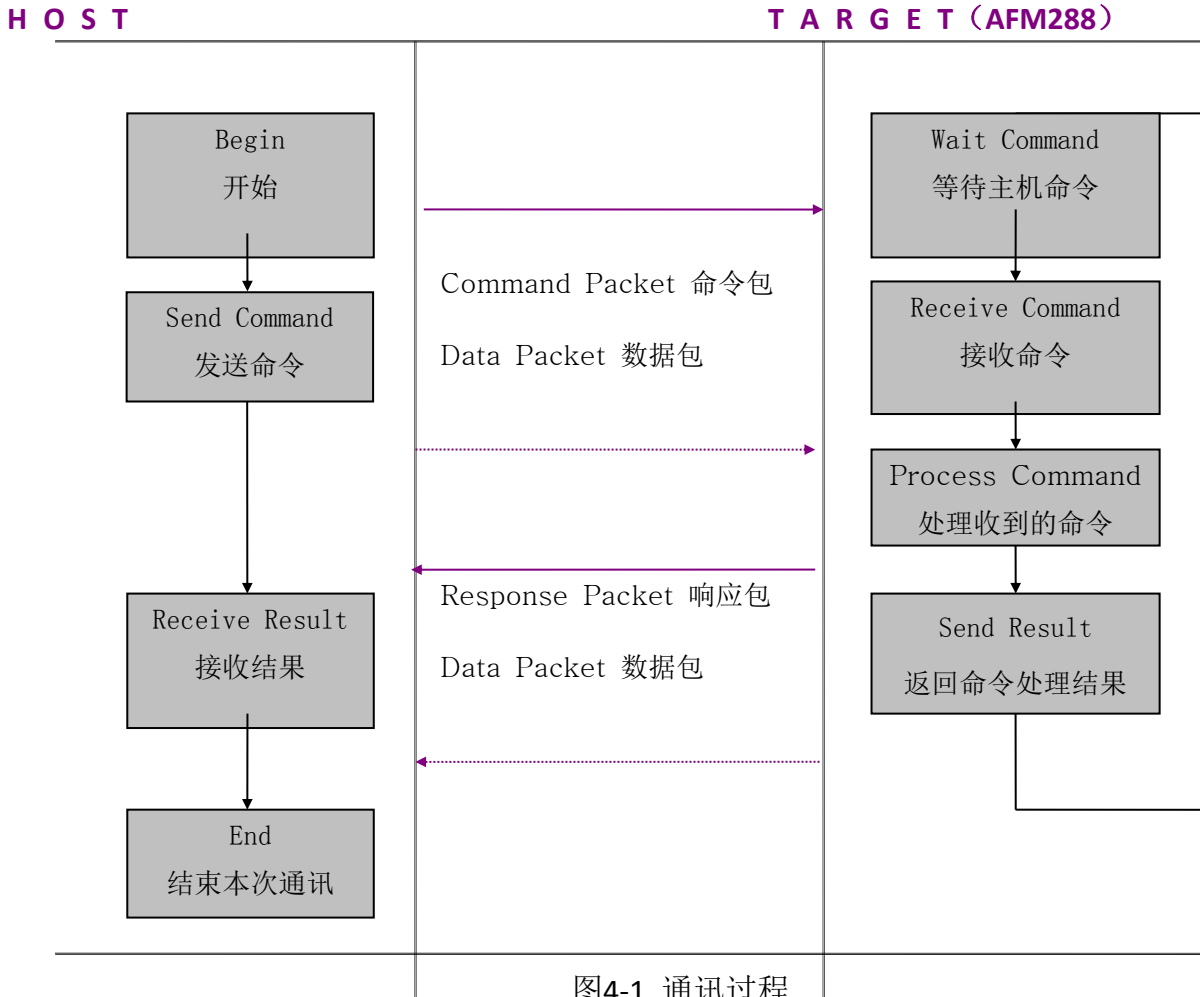 H O S T
T A R G E T（AFM288）
Begin
开始
Send Command
发送命令
Receive Result
接收结果
End
结束本次通讯
Command Packet 命令包
Data Packet 数据包
Response Packet 响应包
Data Packet 数据包
Wait Command
等待主机命令
Receive Command
接收命令
Process Command
处理收到的命令
Send Result
返回命令处理结果
图4-1 通讯过程